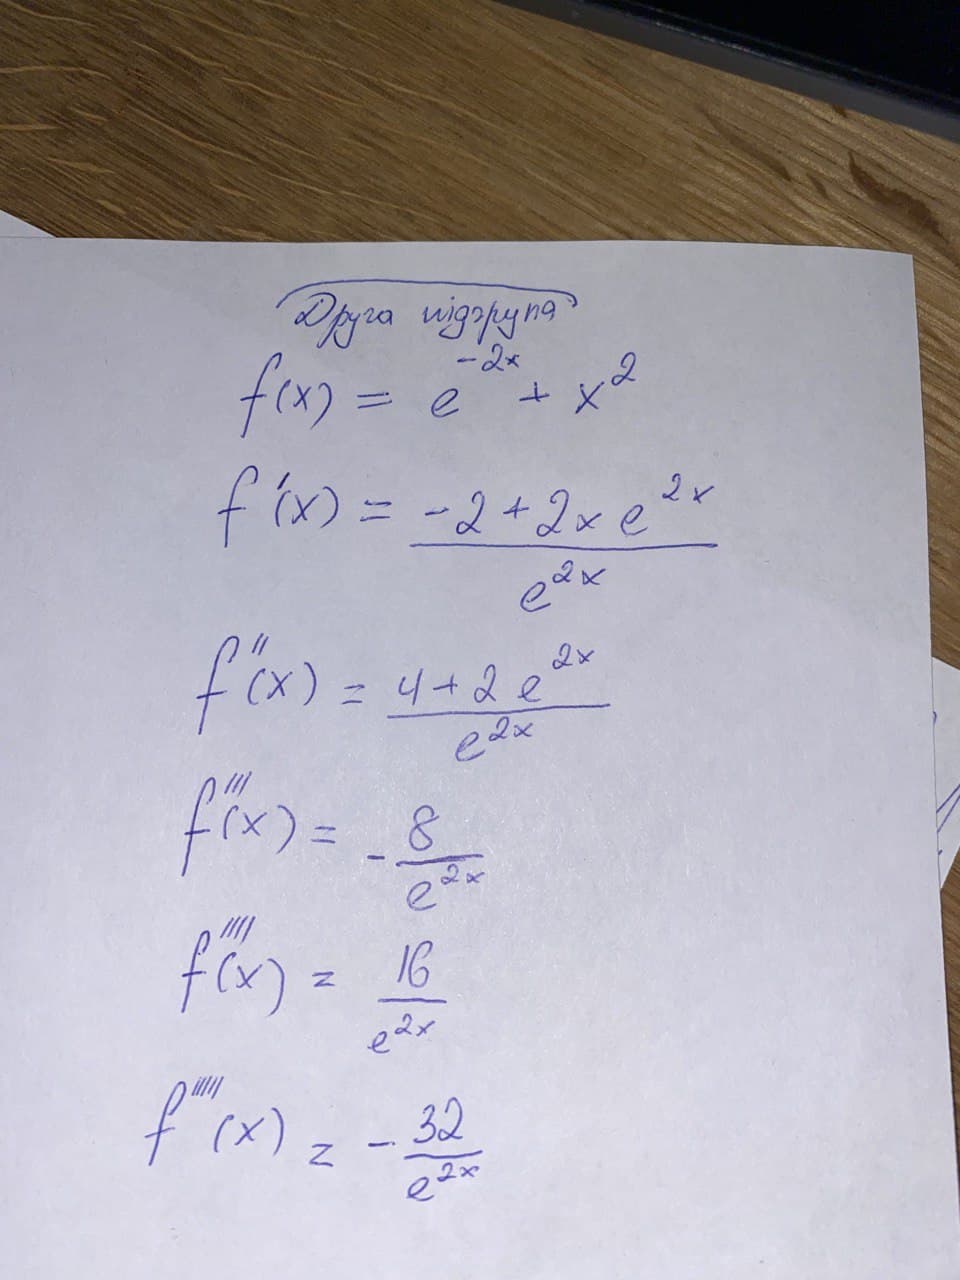 Друга підгрупа
f(x) = e^{-2x} + x^2
f'(x) = \frac{-2 + 2x e^{2x}}{e^{2x}}
f''(x) = \frac{4 + 2e^{2x}}{e^{2x}}
f'''(x) = -\frac{8}{e^{2x}}
f''''(x) = \frac{16}{e^{2x}}
f'''''(x) = -\frac{32}{e^{2x}}